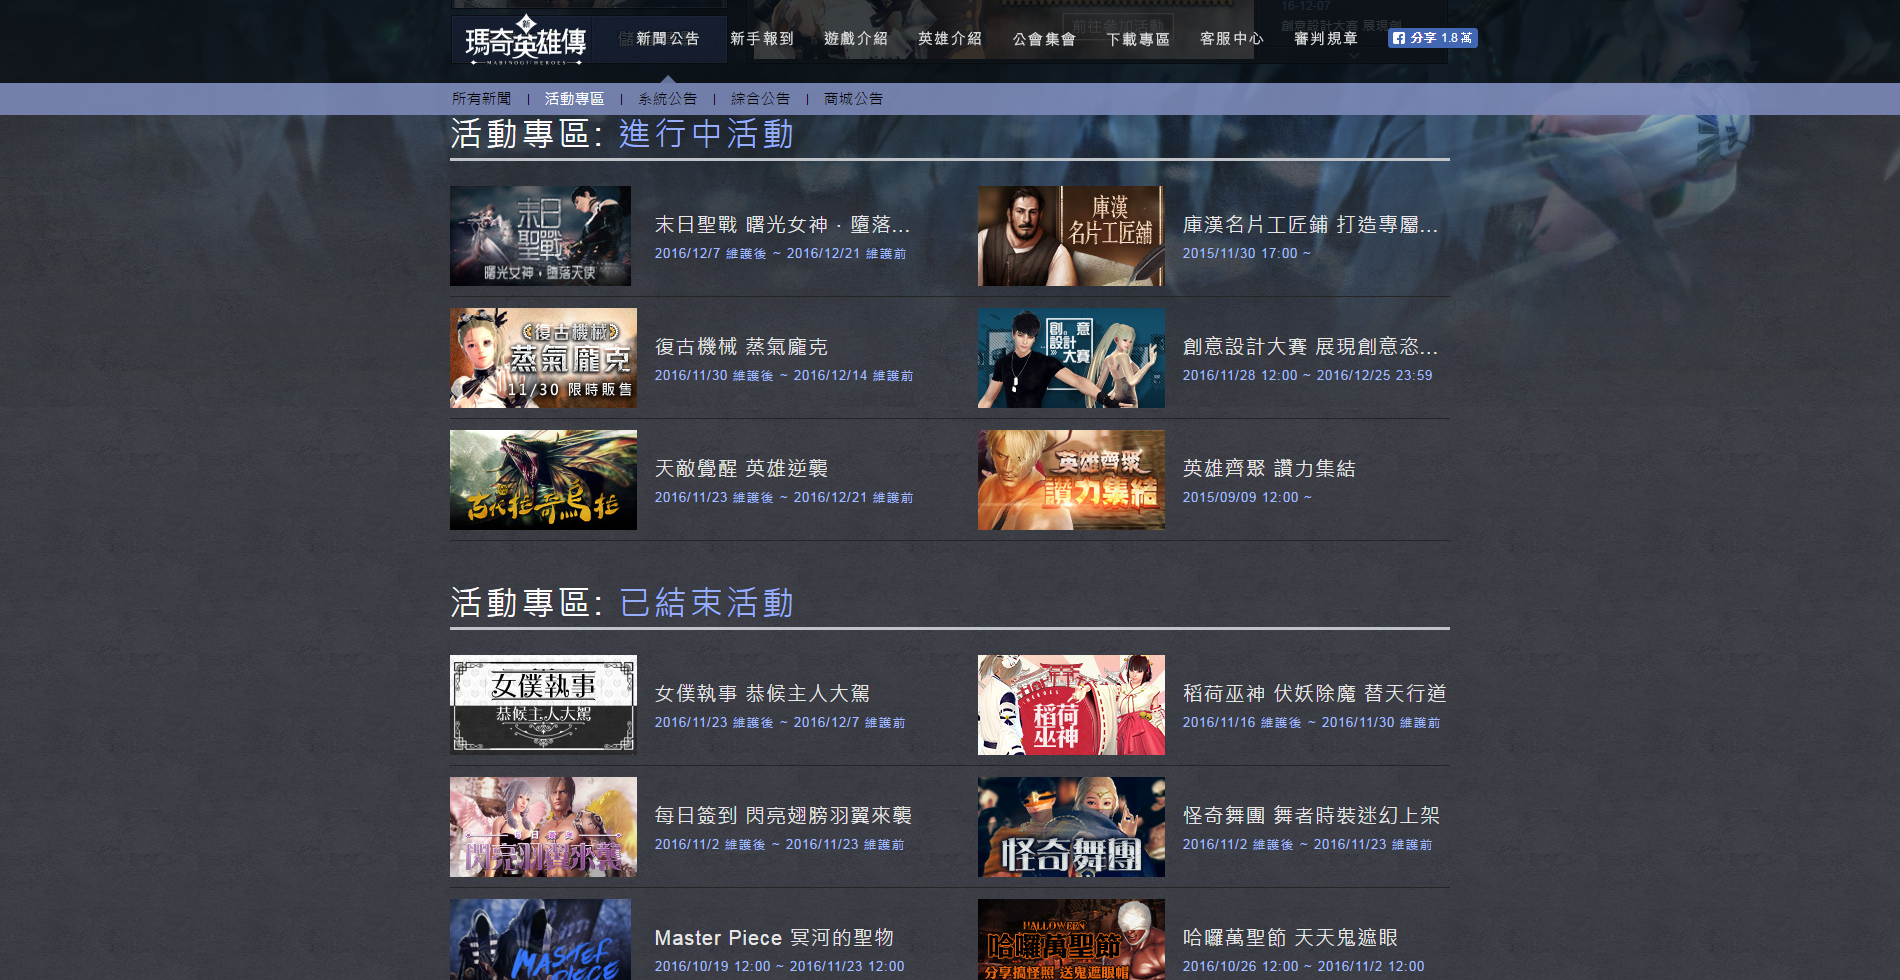 16-12-07
前往參加活動
創意設計大賽 展現創
新
瑪奇英雄傳
MABINOGI:HEROES
新聞公告 新手報到 遊戲介紹 英雄介紹 公會集會 下載專區 客服中心 審判規章 分享 1.8 萬
所有新聞 | 活動專區 | 系統公告 | 綜合公告 | 商城公告
活動專區: 進行中活動
末日聖戰
曙光女神，墮落天使
末日聖戰 曙光女神 · 墮落...
2016/12/7 維護後 ~ 2016/12/21 維護前
庫漢
名片工匠舖
庫漢名片工匠鋪 打造專屬...
2015/11/30 17:00 ~
《復古機械》
蒸氣龐克
11/30 限時販售
復古機械 蒸氣龐克
2016/11/30 維護後 ~ 2016/12/14 維護前
創。意
設計
大賽
創意設計大賽 展現創意恣...
2016/11/28 12:00 ~ 2016/12/25 23:59
古代拉哥烏拉
天敵覺醒 英雄逆襲
2016/11/23 維護後 ~ 2016/12/21 維護前
英雄齊聚
讚力集結
英雄齊聚 讚力集結
2015/09/09 12:00 ~
活動專區: 已結束活動
女僕執事
恭候主人大駕
女僕執事 恭候主人大駕
2016/11/23 維護後 ~ 2016/12/7 維護前
稻荷
巫神
稻荷巫神 伏妖除魔 替天行道
2016/11/16 維護後 ~ 2016/11/30 維護前
閃亮羽翼來襲
每日簽到 閃亮翅膀羽翼來襲
2016/11/2 維護後 ~ 2016/11/23 維護前
怪奇舞團
怪奇舞團 舞者時裝迷幻上架
2016/11/2 維護後 ~ 2016/11/23 維護前
MASTER
PIECE
Master Piece 冥河的聖物
2016/10/19 12:00 ~ 2016/11/23 12:00
HALLOWEEN
哈囉萬聖節
分享搞怪照 送鬼遮眼帽
哈囉萬聖節 天天鬼遮眼
2016/10/26 12:00 ~ 2016/11/2 12:00